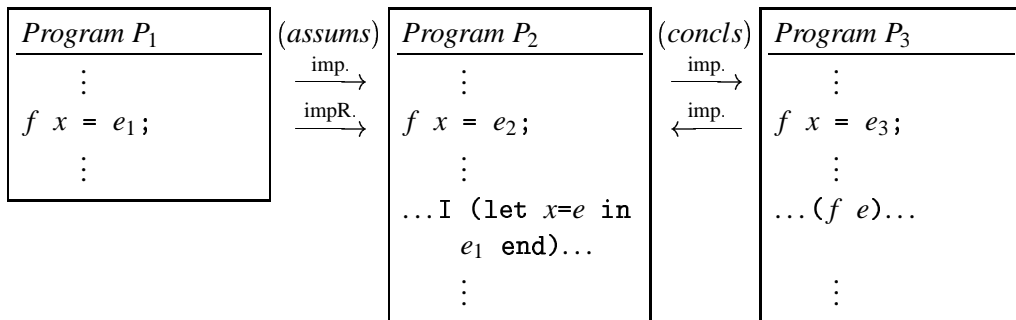 Program P1 (assums) Program P2 (concls) Program P3
⋮ imp. ⋮ imp. ⋮
f x = e1; impR. f x = e2; imp. f x = e3;
⋮ ⋮ ⋮
...I (let x=e in ...(f e)...
e1 end)...
⋮ ⋮